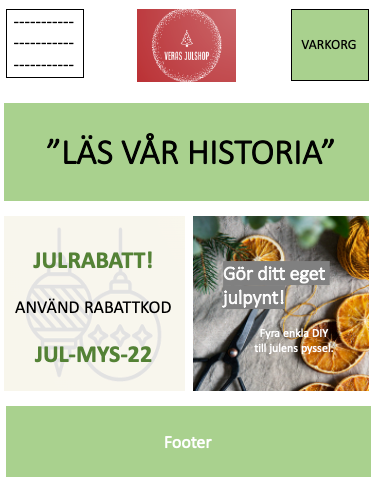 -----------
-----------
-----------
VERAS JULSHOP
VARKORG
”LÄS VÅR HISTORIA”
JULRABATT!
ANVÄND RABATTKOD
JUL-MYS-22
Gör ditt eget
julpynt!
Fyra enkla DIY
till julens pyssel.
Footer